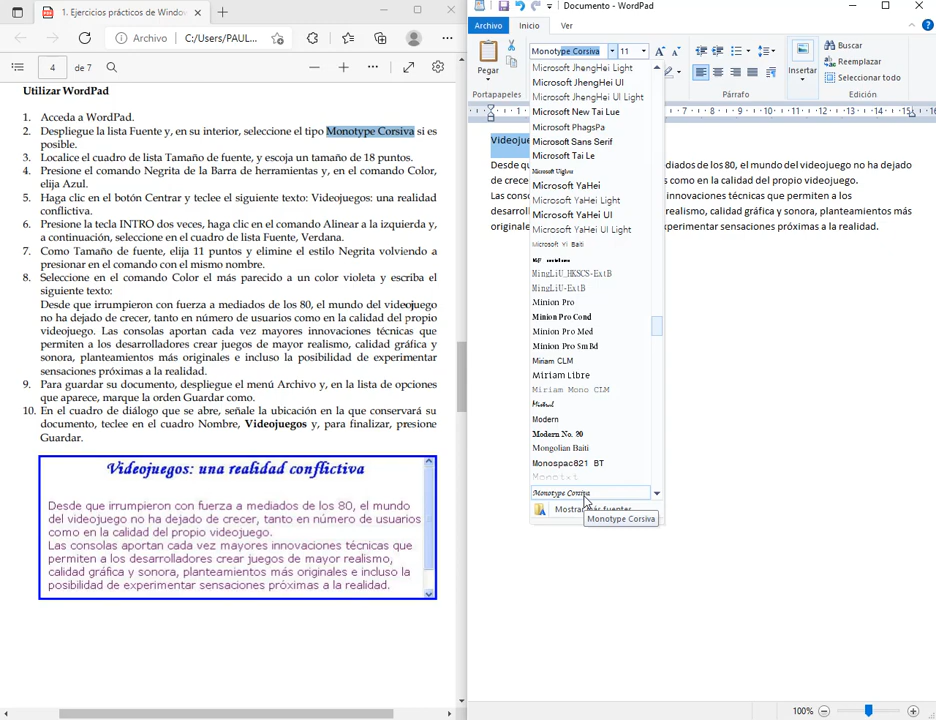 1. Ejercicios prácticos de Window
Archivo
C:/Users/PAUL...
4 de 7
Utilizar WordPad
1. Acceda a WordPad.
2. Despliegue la lista Fuente y, en su interior, seleccione el tipo Monotype Corsiva si es
posible.
3. Localice el cuadro de lista Tamaño de fuente, y escoja un tamaño de 18 puntos.
4. Presione el comando Negrita de la Barra de herramientas y, en el comando Color,
elija Azul.
5. Haga clic en el botón Centrar y teclee el siguiente texto: Videojuegos: una realidad
conflictiva.
6. Presione la tecla INTRO dos veces, haga clic en el comando Alinear a la izquierda y,
a continuación, seleccione en el cuadro de lista Fuente, Verdana.
7. Como Tamaño de fuente, elija 11 puntos y elimine el estilo Negrita volviendo a
presionar en el comando con el mismo nombre.
8. Seleccione en el comando Color el más parecido a un color violeta y escriba el
siguiente texto:
Desde que irrumpieron con fuerza a mediados de los 80, el mundo del videojuego
no ha dejado de crecer, tanto en número de usuarios como en la calidad del propio
videojuego. Las consolas aportan cada vez mayores innovaciones técnicas que
permiten a los desarrolladores crear juegos de mayor realismo, calidad gráfica y
sonora, planteamientos más originales e incluso la posibilidad de experimentar
sensaciones próximas a la realidad.
9. Para guardar su documento, despliegue el menú Archivo y, en la lista de opciones
que aparece, marque la orden Guardar como.
10. En el cuadro de diálogo que se abre, señale la ubicación en la que conservará su
documento, teclee en el cuadro Nombre, Videojuegos y, para finalizar, presione
Guardar.
Videojuegos: una realidad conflictiva
Desde que irrumpieron con fuerza a mediados de los 80, el mundo
del videojuego no ha dejado de crecer, tanto en número de usuarios
como en la calidad del propio videojuego.
Las consolas aportan cada vez mayores innovaciones técnicas que
permiten a los desarrolladores crear juegos de mayor realismo,
calidad gráfica y sonora, planteamientos más originales e incluso la
posibilidad de experimentar sensaciones próximas a la realidad.
Documento - WordPad
Archivo Inicio Ver
Pegar
Portapapeles
Monotype Corsiva 11
Párrafo
Insertar
Buscar
Reemplazar
Seleccionar todo
Edición
7 8 9 10 11 12 13 14 15
Videojue
Desde qu
ediados de los 80, el mundo del videojuego no ha dejado
de crece
s como en la calidad del propio videojuego.
Las cons
innovaciones técnicas que permiten a los
desarroll
realismo, calidad gráfica y sonora, planteamientos más
originale
xperimentar sensaciones próximas a la realidad.
Microsoft JhengHei Light
Microsoft JhengHei UI
Microsoft JhengHei UI Light
Microsoft New Tai Lue
Microsoft PhagsPa
Microsoft Sans Serif
Microsoft Tai Le
Microsoft Uighur
Microsoft YaHei
Microsoft YaHei Light
Microsoft YaHei UI
Microsoft YaHei UI Light
Microsoft Yi Baiti
MingLiU_HKSCS-ExtB
MingLiU-ExtB
Minion Pro
Minion Pro Cond
Minion Pro Med
Minion Pro SmBd
Miriam CLM
Miriam Libre
Miriam Mono CLM
Mistral
Modern
Modern No. 20
Mongolian Baiti
Monospac821 BT
Monotxt
Monotype Corsiva
Mostrar más fuentes
Monotype Corsiva
100%